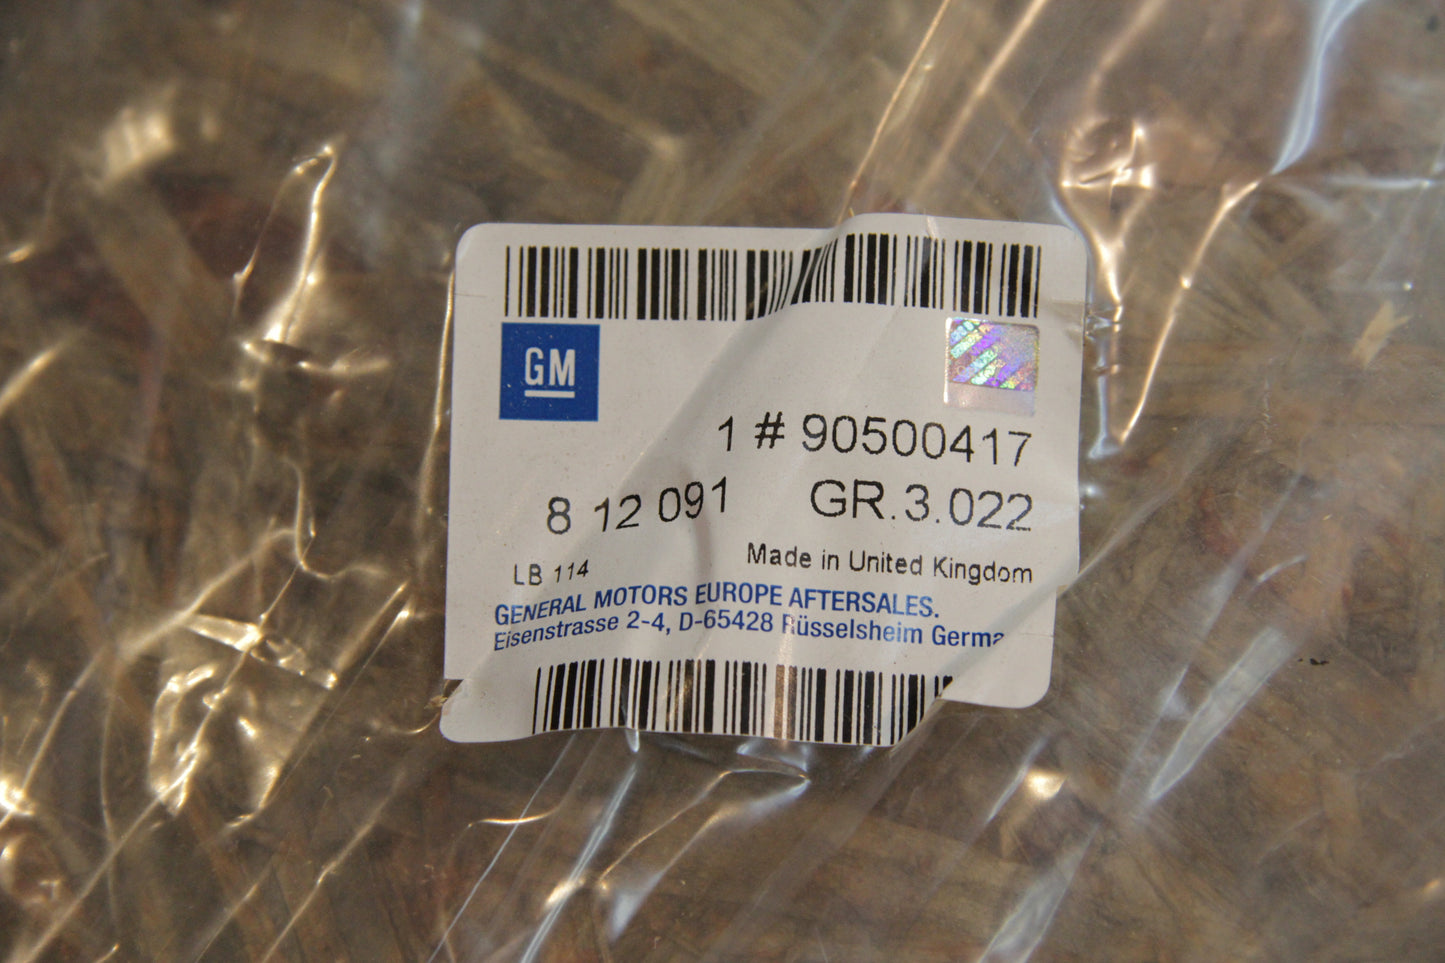 GM
1 # 90500417
8 12 091 GR.3.022
LB 114 Made in United Kingdom
GENERAL MOTORS EUROPE AFTERSALES.
Eisenstrasse 2-4, D-65428 Rüsselsheim Germa